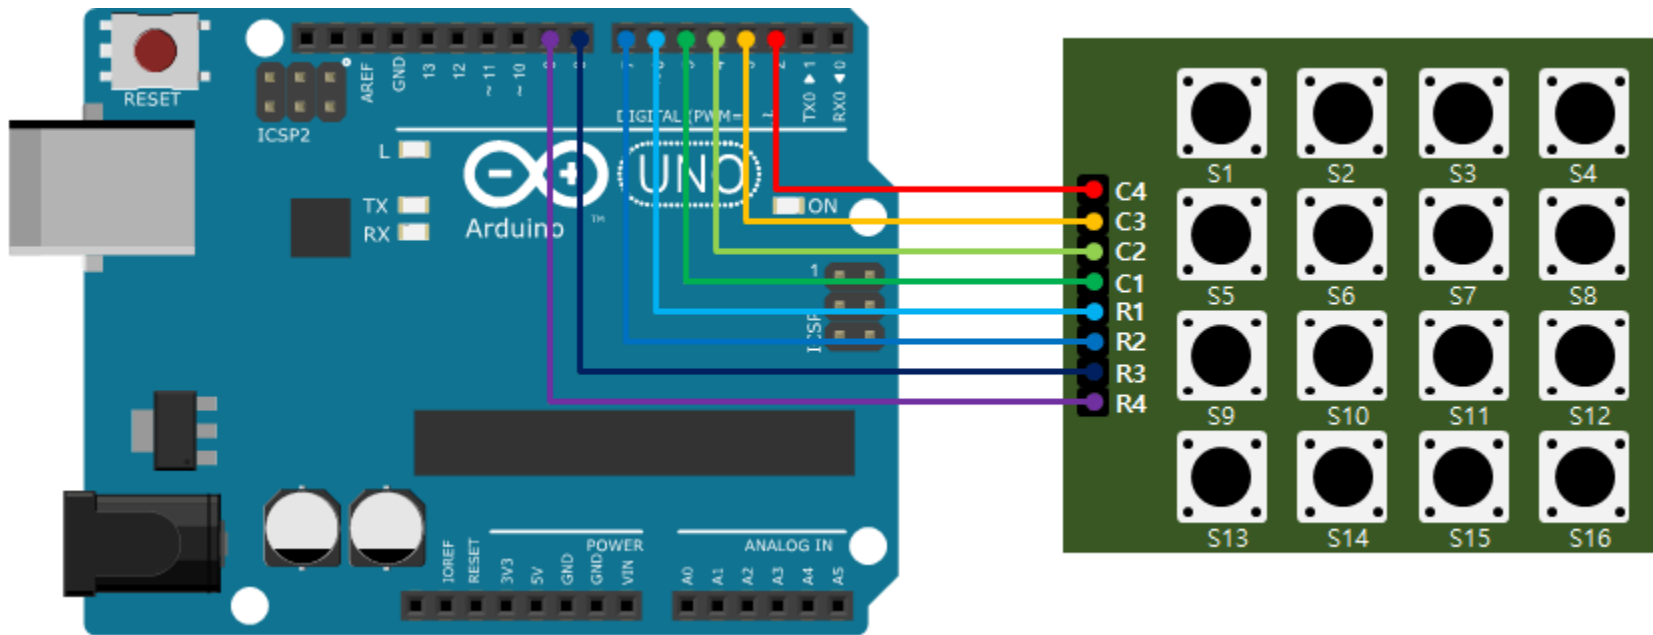 RESET
ICSP2
AREF
GND
13
12
~11
~10
TX0 ▶ 1
RX0 ◀ 0
DIGITAL (PWM=
L
TX
RX
UNO
Arduino
TM
ON
1
C4
C3
C2
C1
R1
R2
R3
R4
S1 S2 S3 S4
S5 S6 S7 S8
S9 S10 S11 S12
S13 S14 S15 S16
POWER
ANALOG IN
IOREF
RESET
3V3
5V
GND
GND
VIN
A0
A1
A2
A3
A4
A5